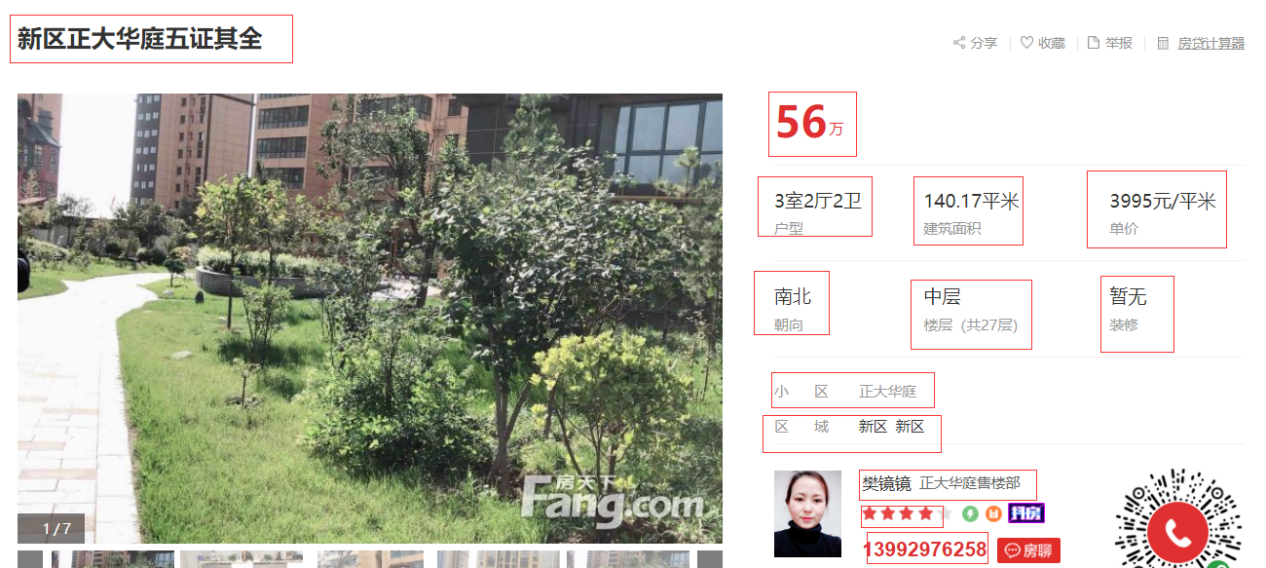 新区正大华庭五证其全
分享 收藏 举报 房贷计算器
56万
3室2厅2卫 140.17平米 3995元/平米
户型 建筑面积 单价
南北 中层 暂无
朝向 楼层 (共27层) 装修
小 区 正大华庭
区 域 新区 新区
樊镜镜 正大华庭售楼部
抖房
13992976258 房聊
房天下
Fang.com
1/7